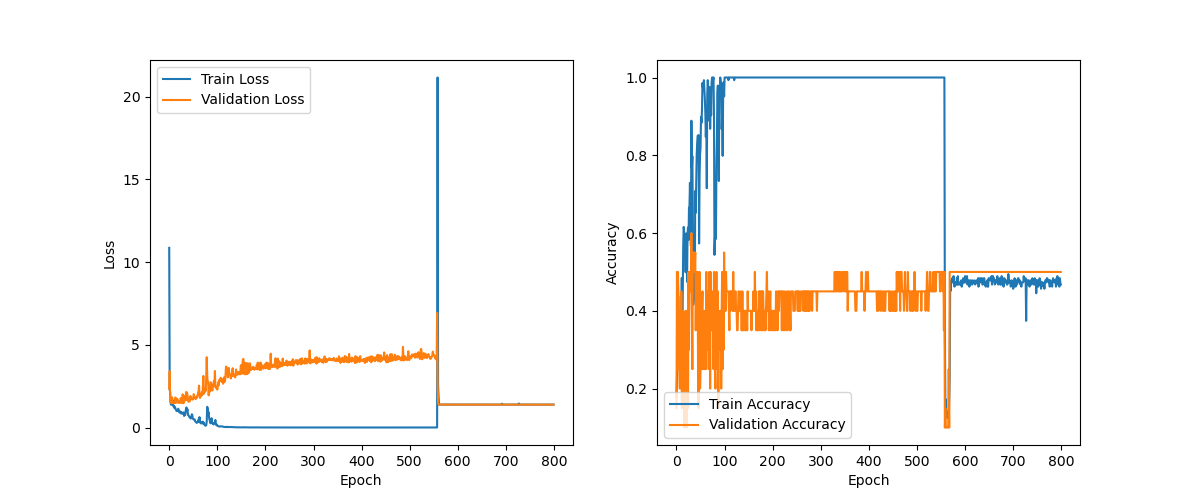 Train Loss
Validation Loss
20
15
10
5
0
Loss
0 100 200 300 400 500 600 700 800
Epoch
1.0
0.8
0.6
0.4
0.2
Accuracy
Train Accuracy
Validation Accuracy
0 100 200 300 400 500 600 700 800
Epoch